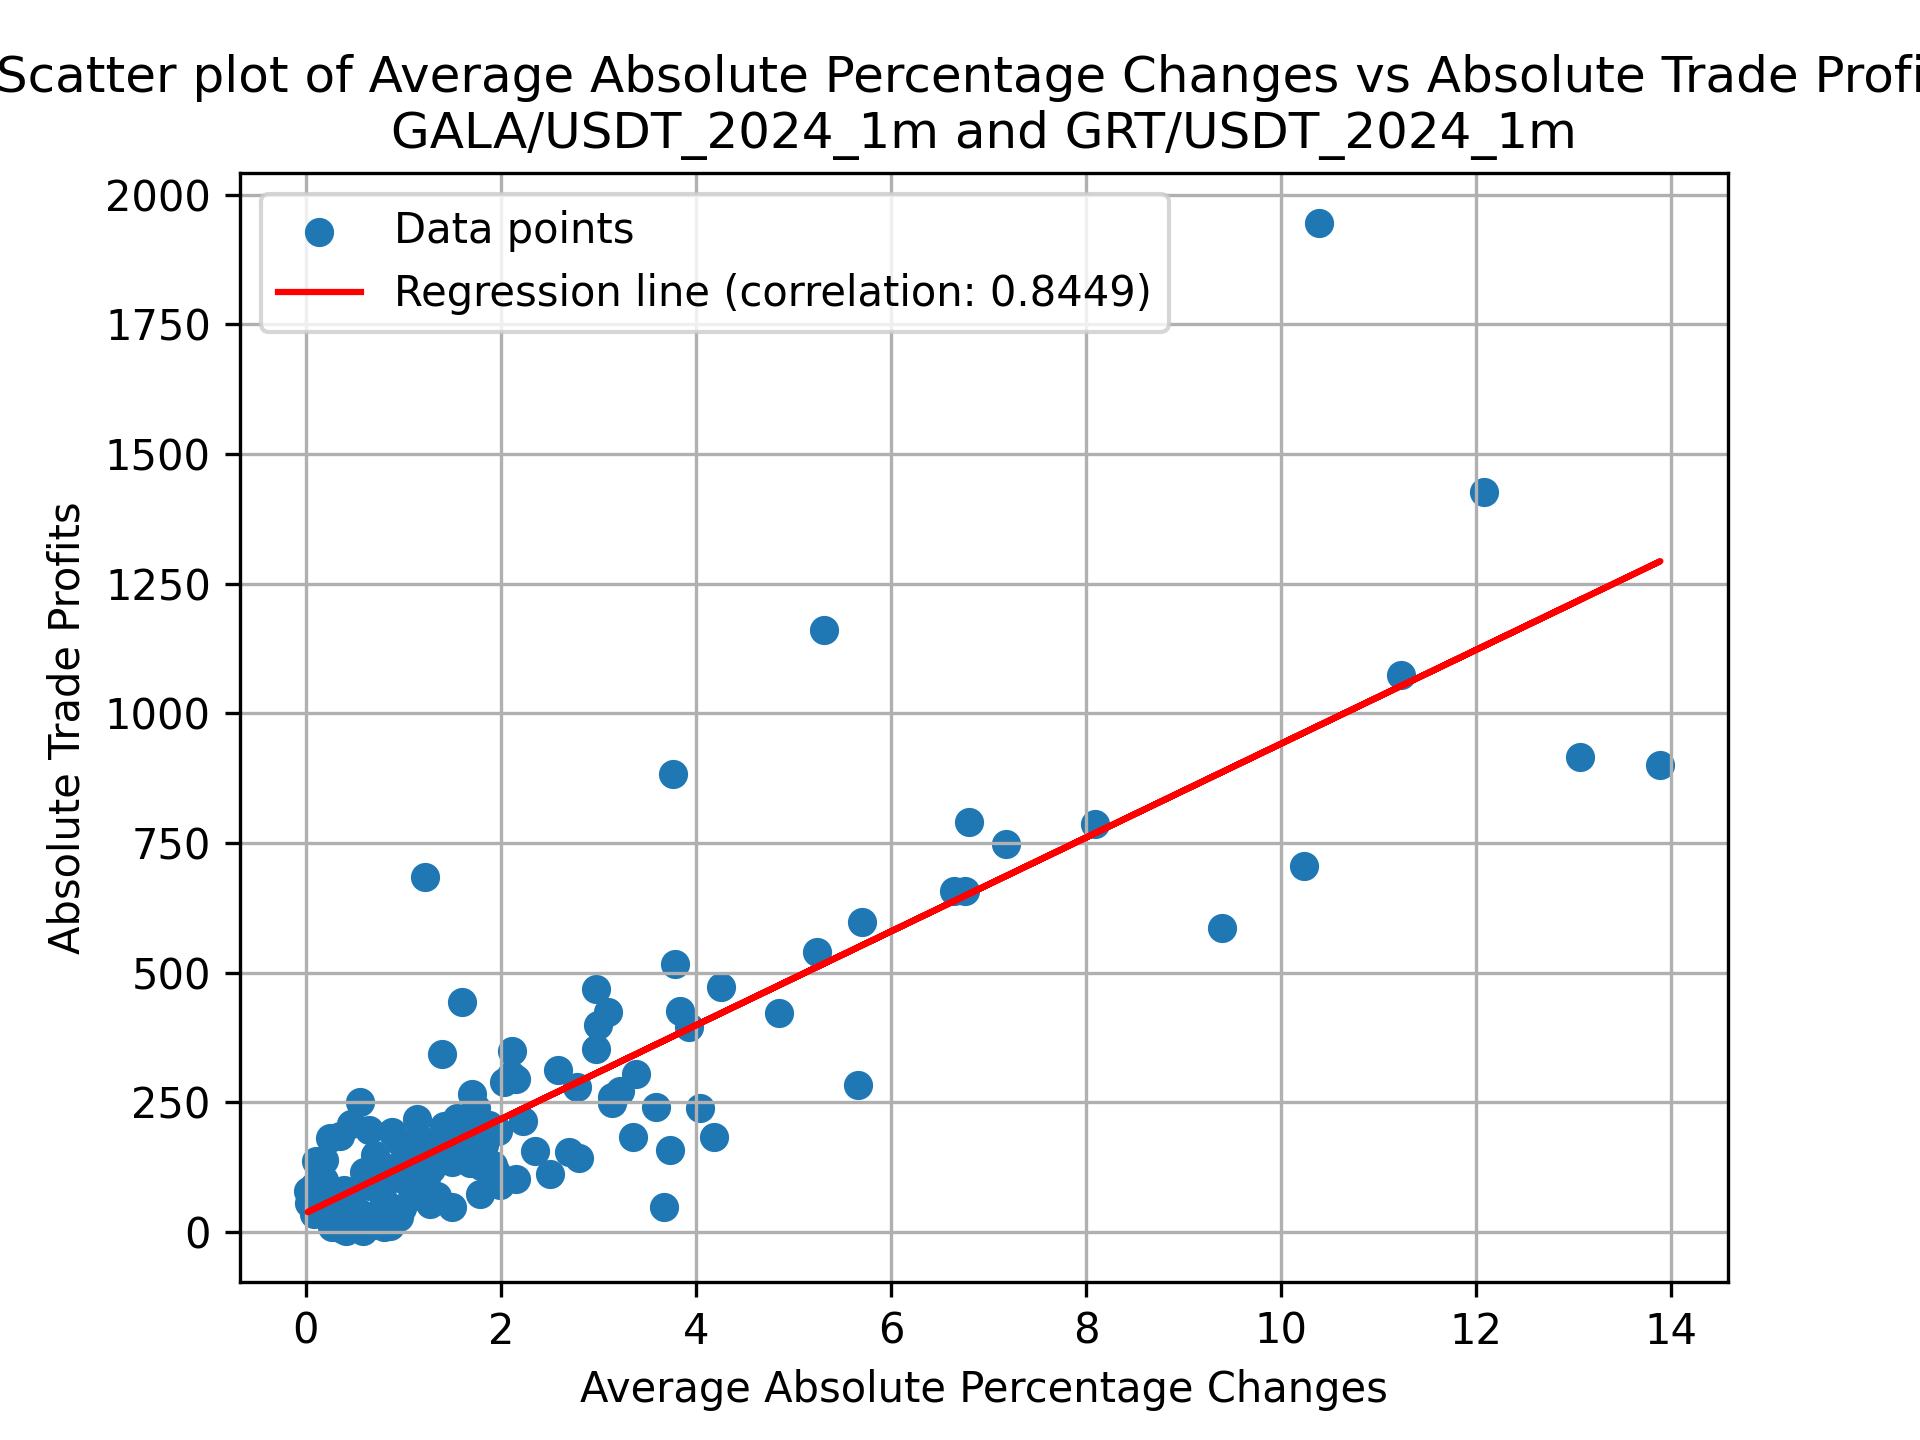 Scatter plot of Average Absolute Percentage Changes vs Absolute Trade Profi
GALA/USDT_2024_1m and GRT/USDT_2024_1m
Data points
Regression line (correlation: 0.8449)
2000
1750
1500
1250
1000
750
500
250
0
Absolute Trade Profits
0 2 4 6 8 10 12 14
Average Absolute Percentage Changes